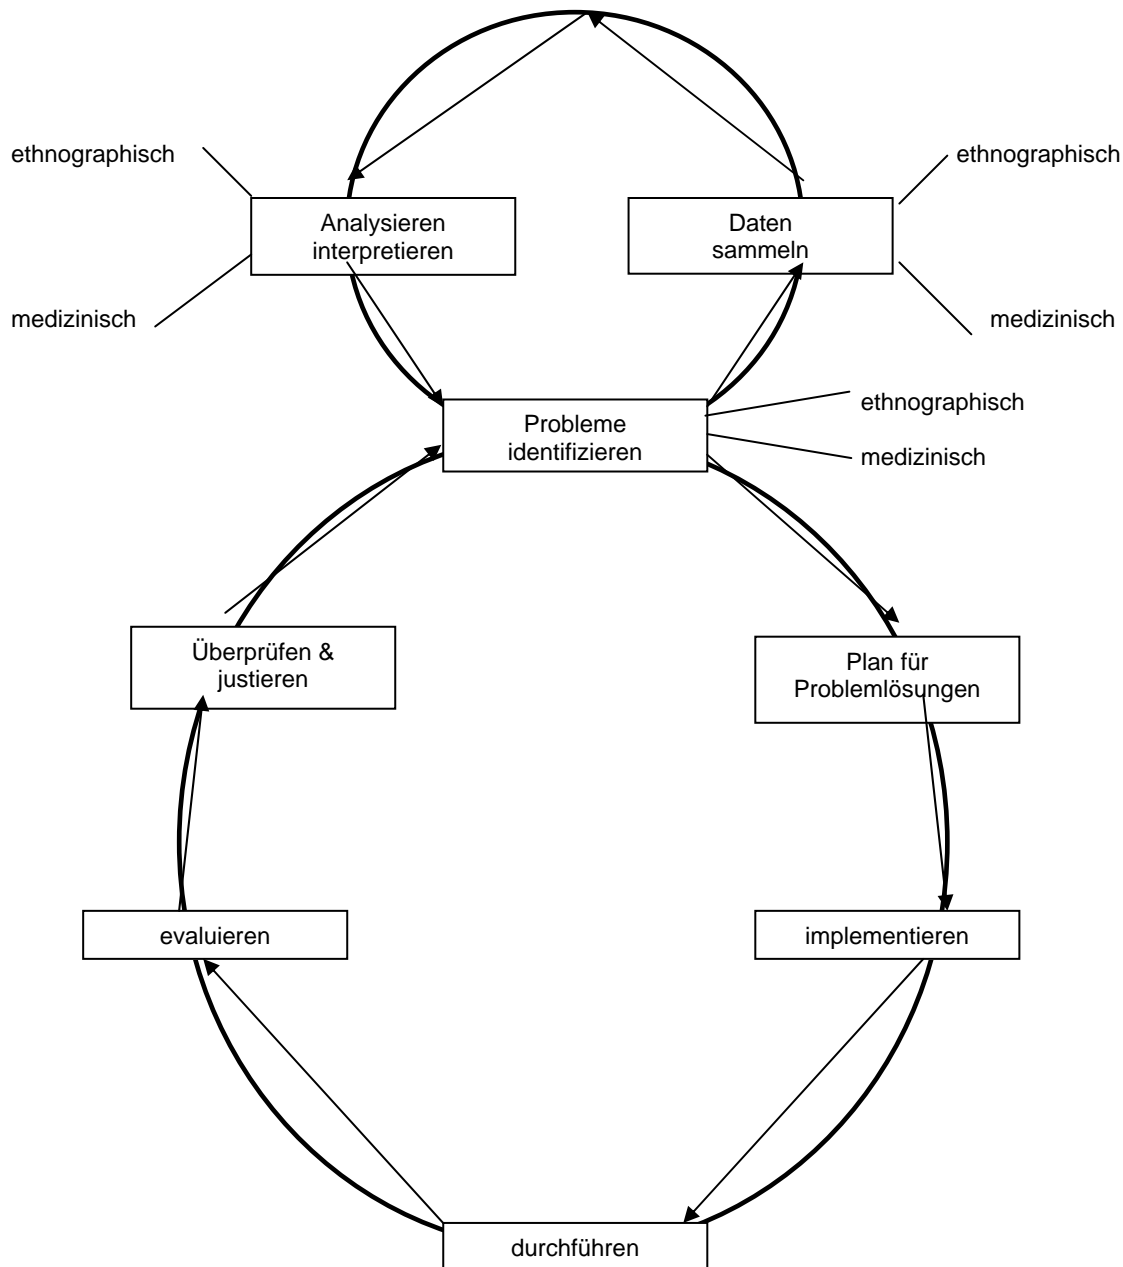 ethnographisch
ethnographisch
Analysieren
interpretieren
Daten
sammeln
medizinisch
medizinisch
Probleme
identifizieren
ethnographisch
medizinisch
Überprüfen &
justieren
Plan für
Problemlösungen
evaluieren
implementieren
durchführen